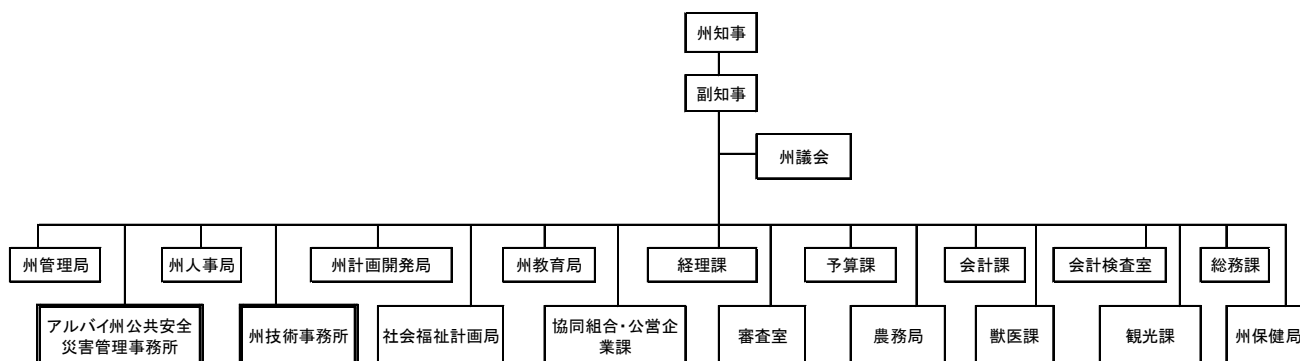 州知事
副知事
州議会
州管理局
州人事局
州計画開発局
州教育局
経理課
予算課
会計課
会計検査室
総務課
アルバイ州公共安全
災害管理事務所
州技術事務所
社会福祉計画局
協同組合・公営企
業課
審査室
農務局
獣医課
観光課
州保健局